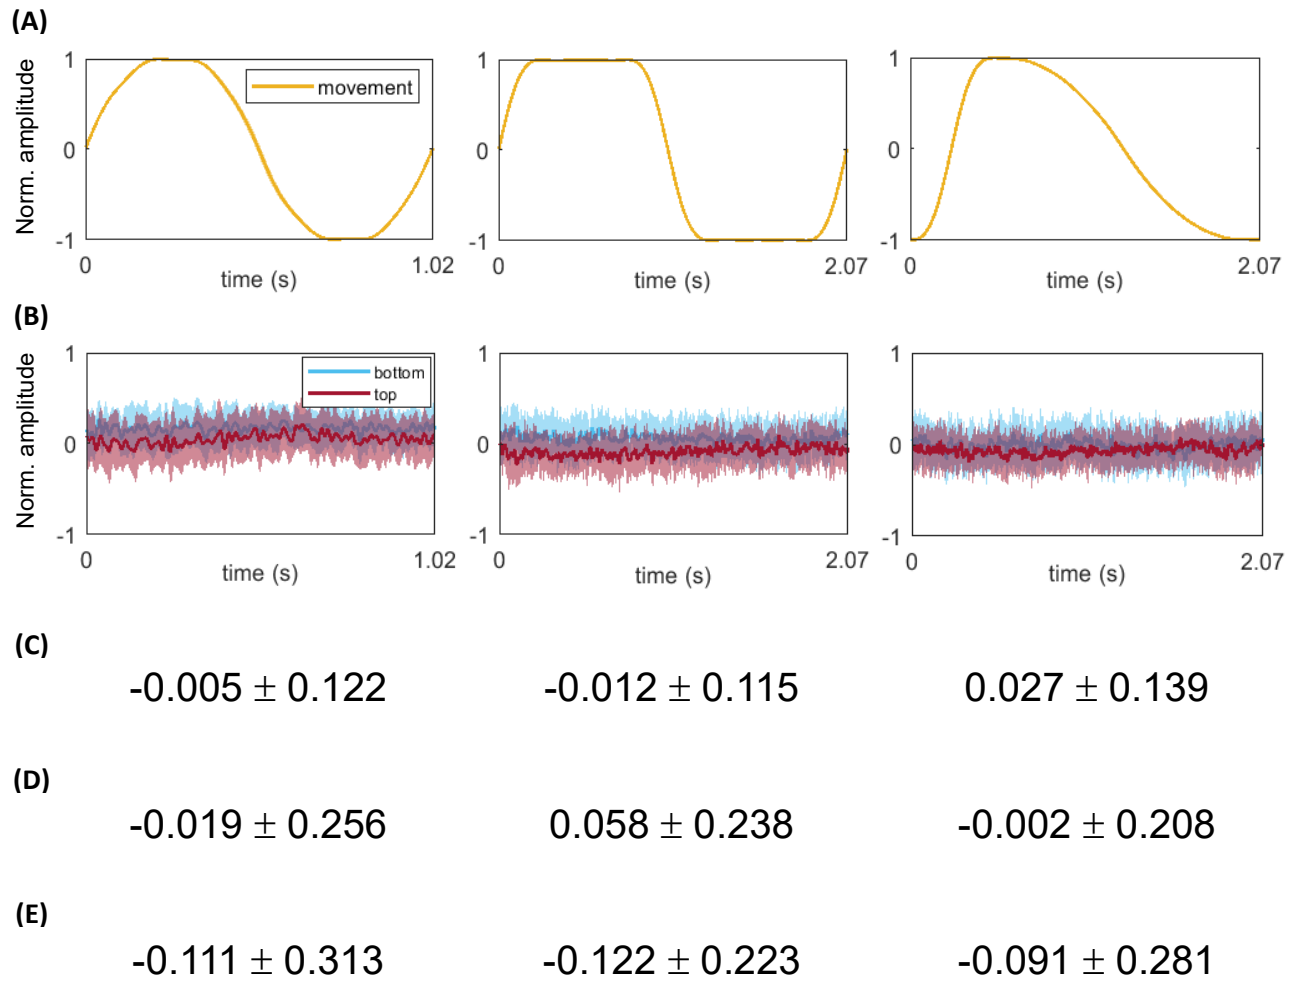 (A)
Norm. amplitude
1
0
-1
movement
0
1.02
time (s)
1
0
-1
0
2.07
time (s)
1
0
-1
0
2.07
time (s)
(B)
Norm. amplitude
1
0
-1
bottom
top
0
1.02
time (s)
1
0
-1
0
2.07
time (s)
1
0
-1
0
2.07
time (s)
(C)
-0.005 ± 0.122
-0.012 ± 0.115
0.027 ± 0.139
(D)
-0.019 ± 0.256
0.058 ± 0.238
-0.002 ± 0.208
(E)
-0.111 ± 0.313
-0.122 ± 0.223
-0.091 ± 0.281